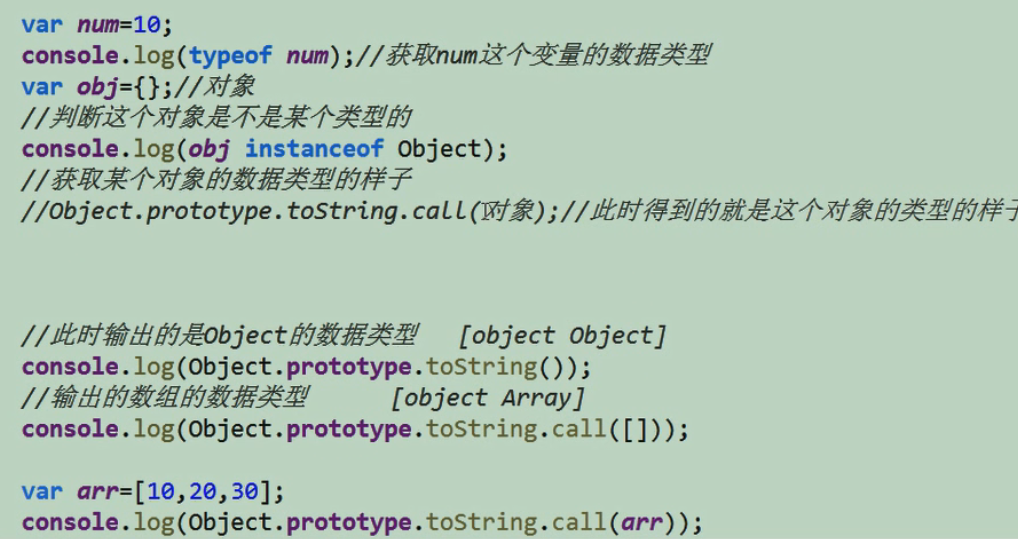 var num=10;
console.log(typeof num);//获取num这个变量的数据类型
var obj={};//对象
//判断这个对象是不是某个类型的
console.log(obj instanceof Object);
//获取某个对象的数据类型的样子
//Object.prototype.toString.call(对象);//此时得到的就是这个对象的类型的样子
//此时输出的是Object的数据类型 [object Object]
console.log(Object.prototype.toString());
//输出的数组的数据类型 [object Array]
console.log(Object.prototype.toString.call([]));
var arr=[10,20,30];
console.log(Object.prototype.toString.call(arr));